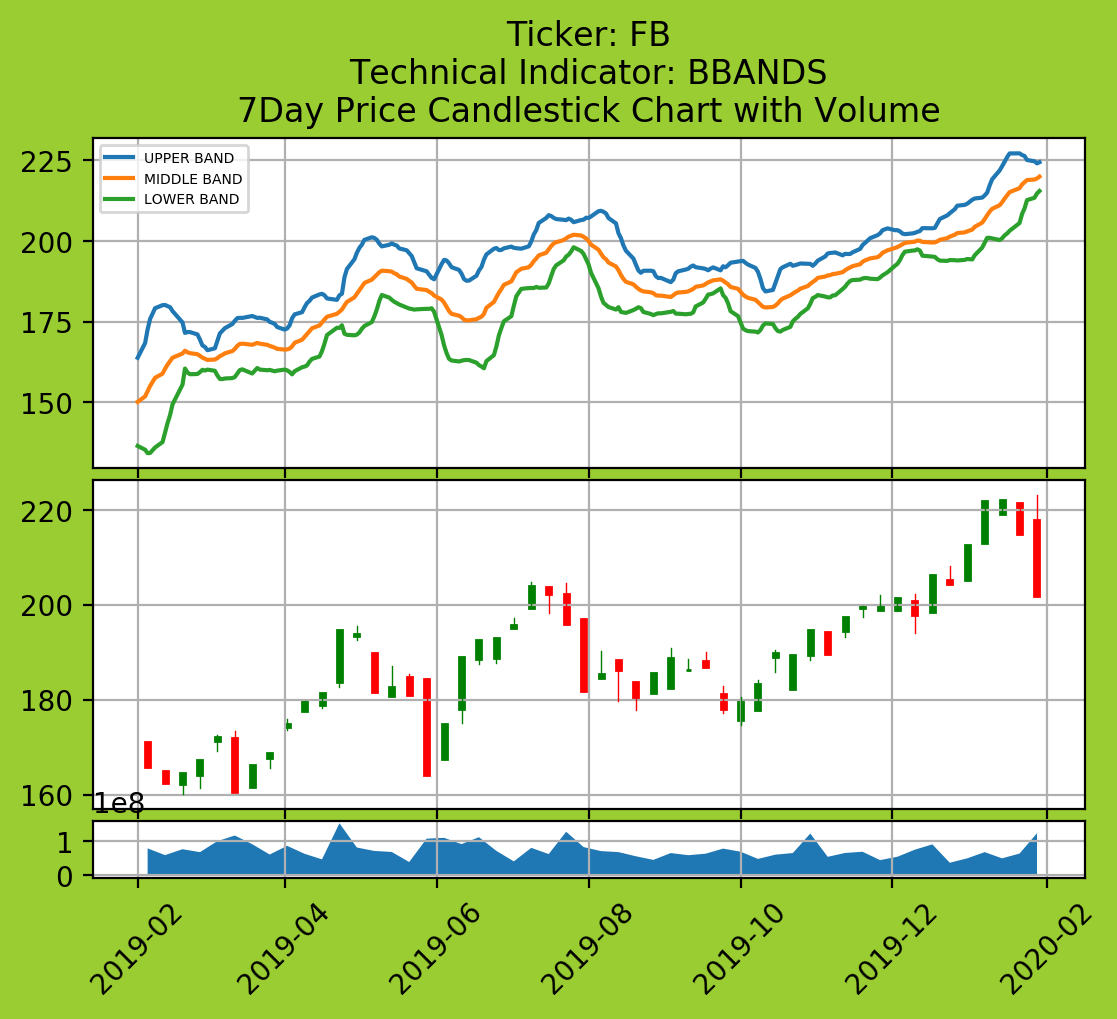 Ticker: FB
Technical Indicator: BBANDS
7Day Price Candlestick Chart with Volume
UPPER BAND
MIDDLE BAND
LOWER BAND
225
200
175
150
220
200
180
160
1e8
1
0
2019-02
2019-04
2019-06
2019-08
2019-10
2019-12
2020-02